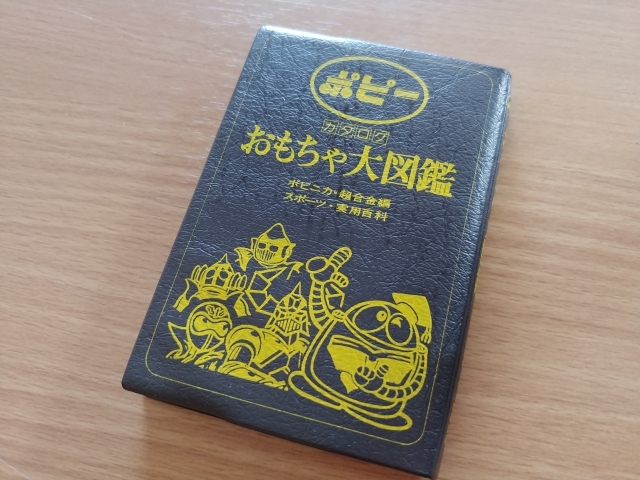 ポピー
カタログ
おもちゃ大図鑑
ポピニカ・超合金編
スポーツ・実用百科